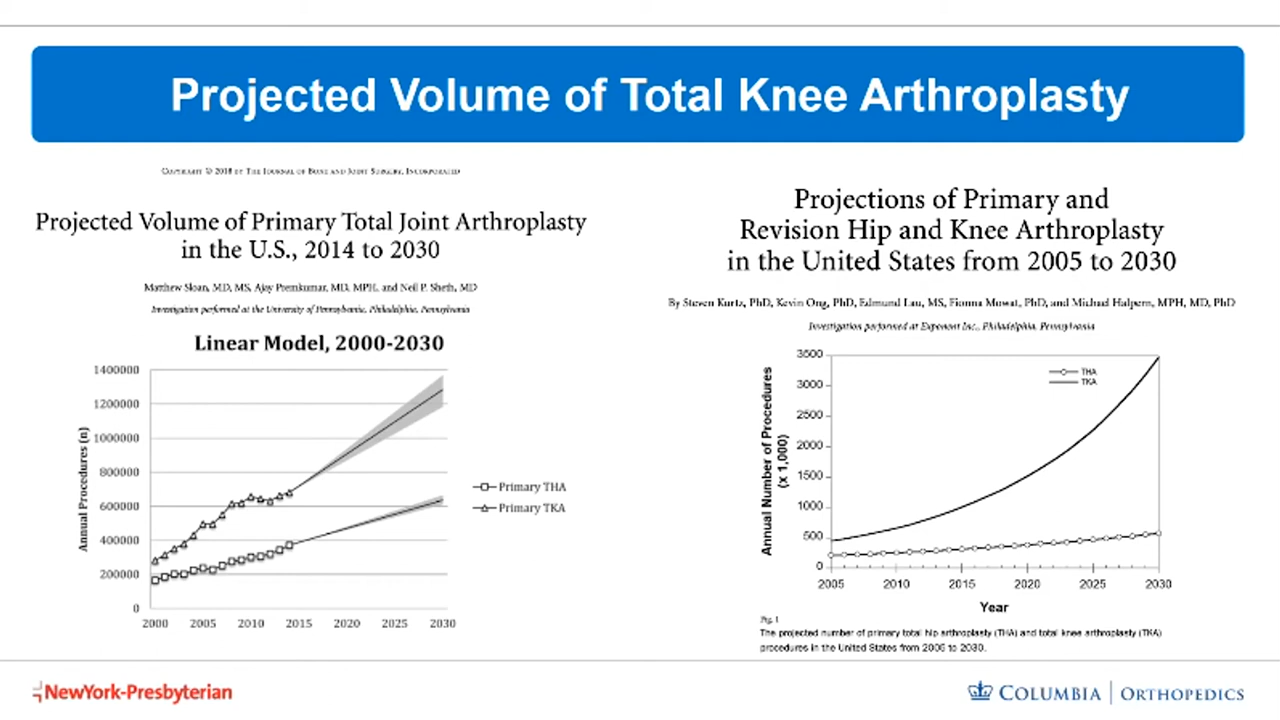 Projected Volume of Total Knee Arthroplasty
COPYRIGHT © 2018 BY THE JOURNAL OF BONE AND JOINT SURGERY, INCORPORATED
Projected Volume of Primary Total Joint Arthroplasty
in the U.S., 2014 to 2030
Matthew Sloan, MD, MS, Ajay Premkumar, MD, MPH, and Neil P. Sheth, MD
Investigation performed at the University of Pennsylvania, Philadelphia, Pennsylvania
Linear Model, 2000-2030
Annual Procedures (n)
1400000
1200000
1000000
800000
600000
400000
200000
0
2000 2005 2010 2015 2020 2025 2030
Primary THA
Primary TKA
Projections of Primary and
Revision Hip and Knee Arthroplasty
in the United States from 2005 to 2030
By Steven Kurtz, PhD, Kevin Ong, PhD, Edmund Lau, MS, Fionna Mowat, PhD, and Michael Halpern, MPH, MD, PhD
Investigation performed at Exponent Inc., Philadelphia, Pennsylvania
Annual Number of Procedures
(x 1,000)
3500
3000
2500
2000
1500
1000
500
0
THA
TKA
2005 2010 2015 2020 2025 2030
Year
Fig. 1
The projected number of primary total hip arthroplasty (THA) and total knee arthroplasty (TKA)
procedures in the United States from 2005 to 2030.
NewYork-Presbyterian
COLUMBIA | ORTHOPEDICS